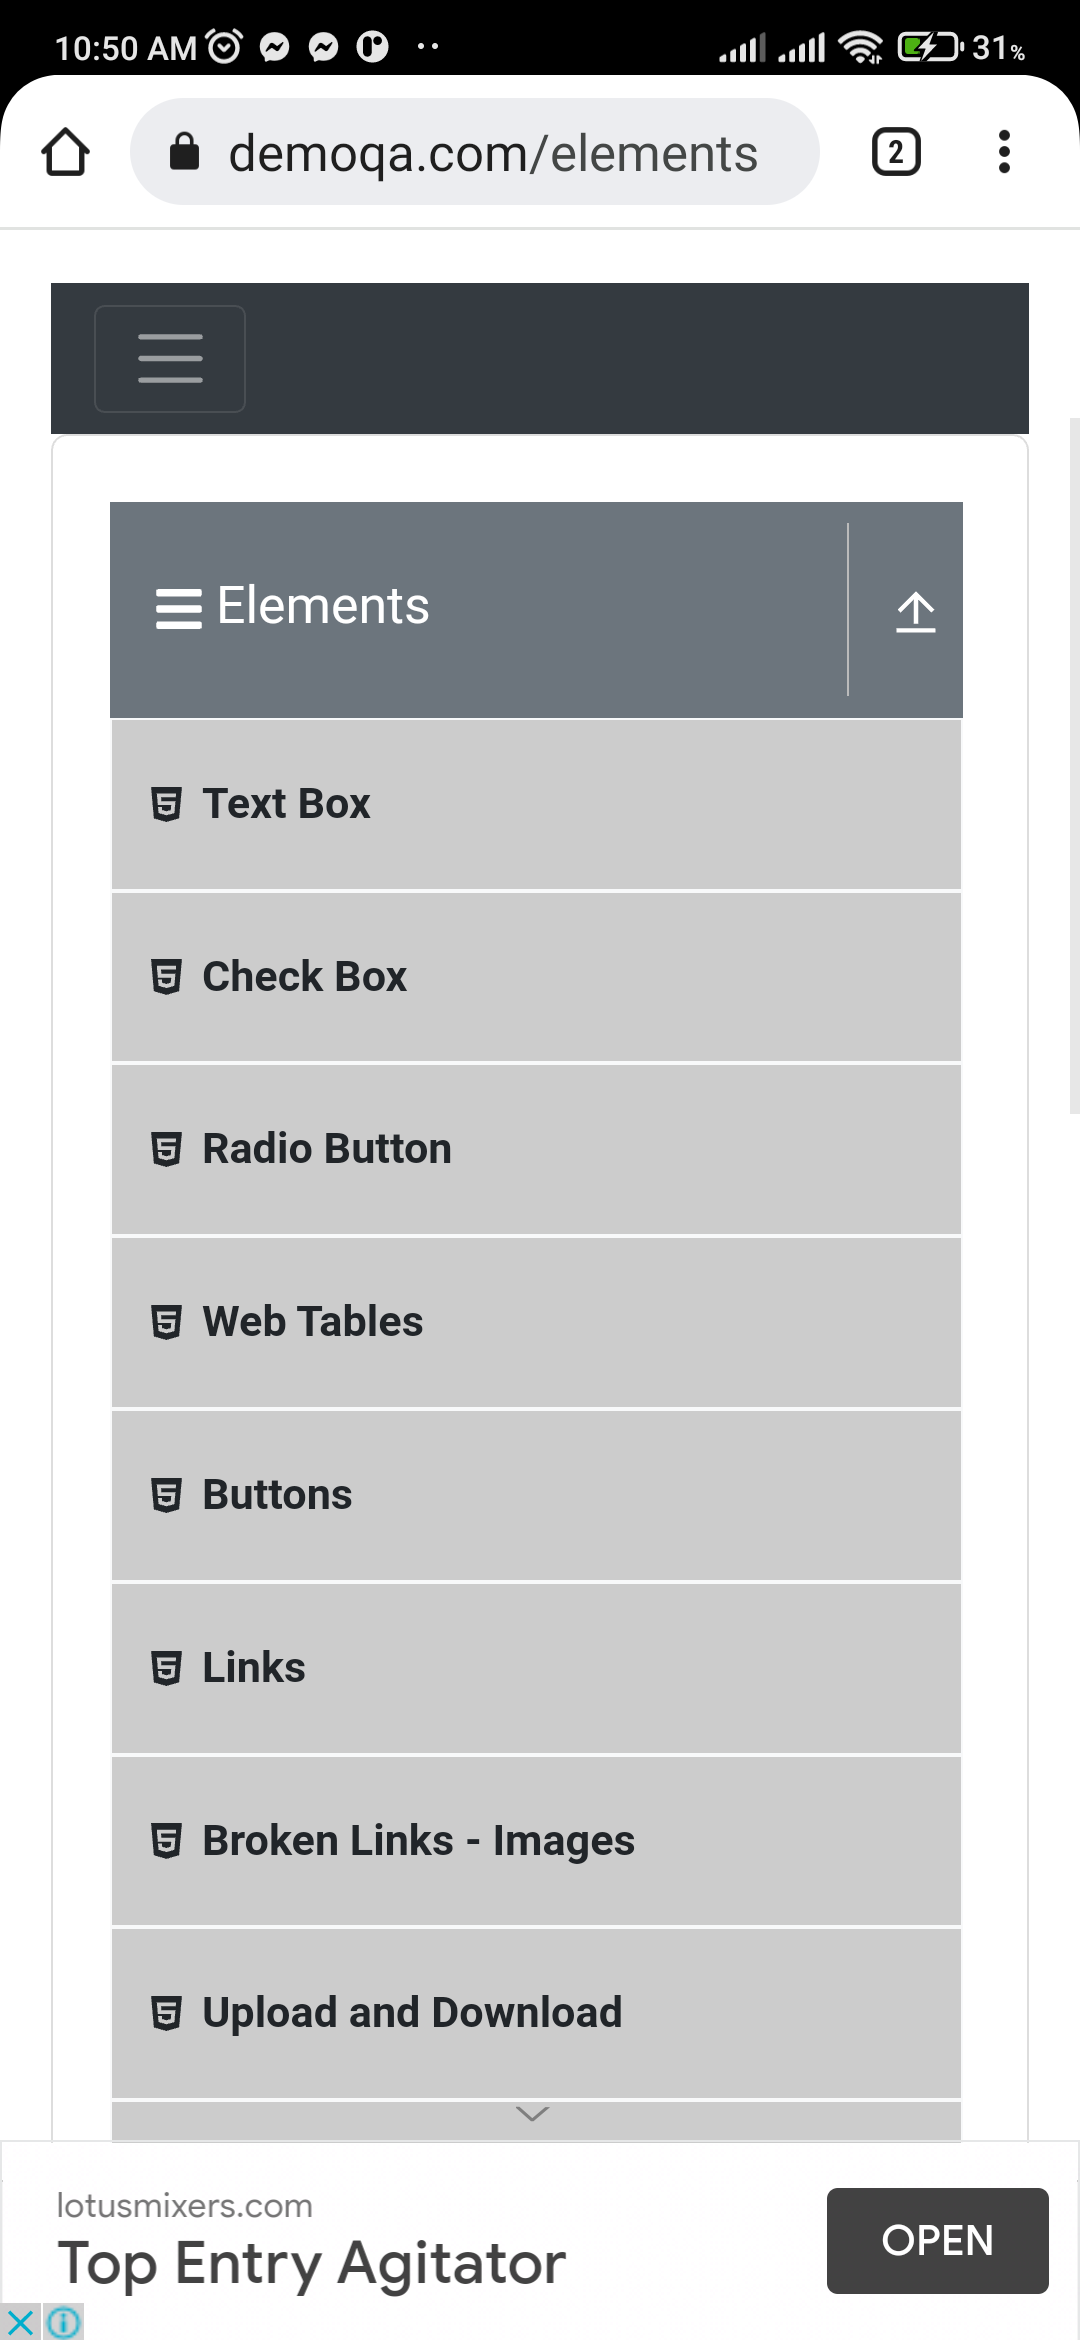 10:50 AM
31%
demoqa.com/elements
2
Elements
Text Box
Check Box
Radio Button
Web Tables
Buttons
Links
Broken Links - Images
Upload and Download
lotusmixers.com
Top Entry Agitator
OPEN